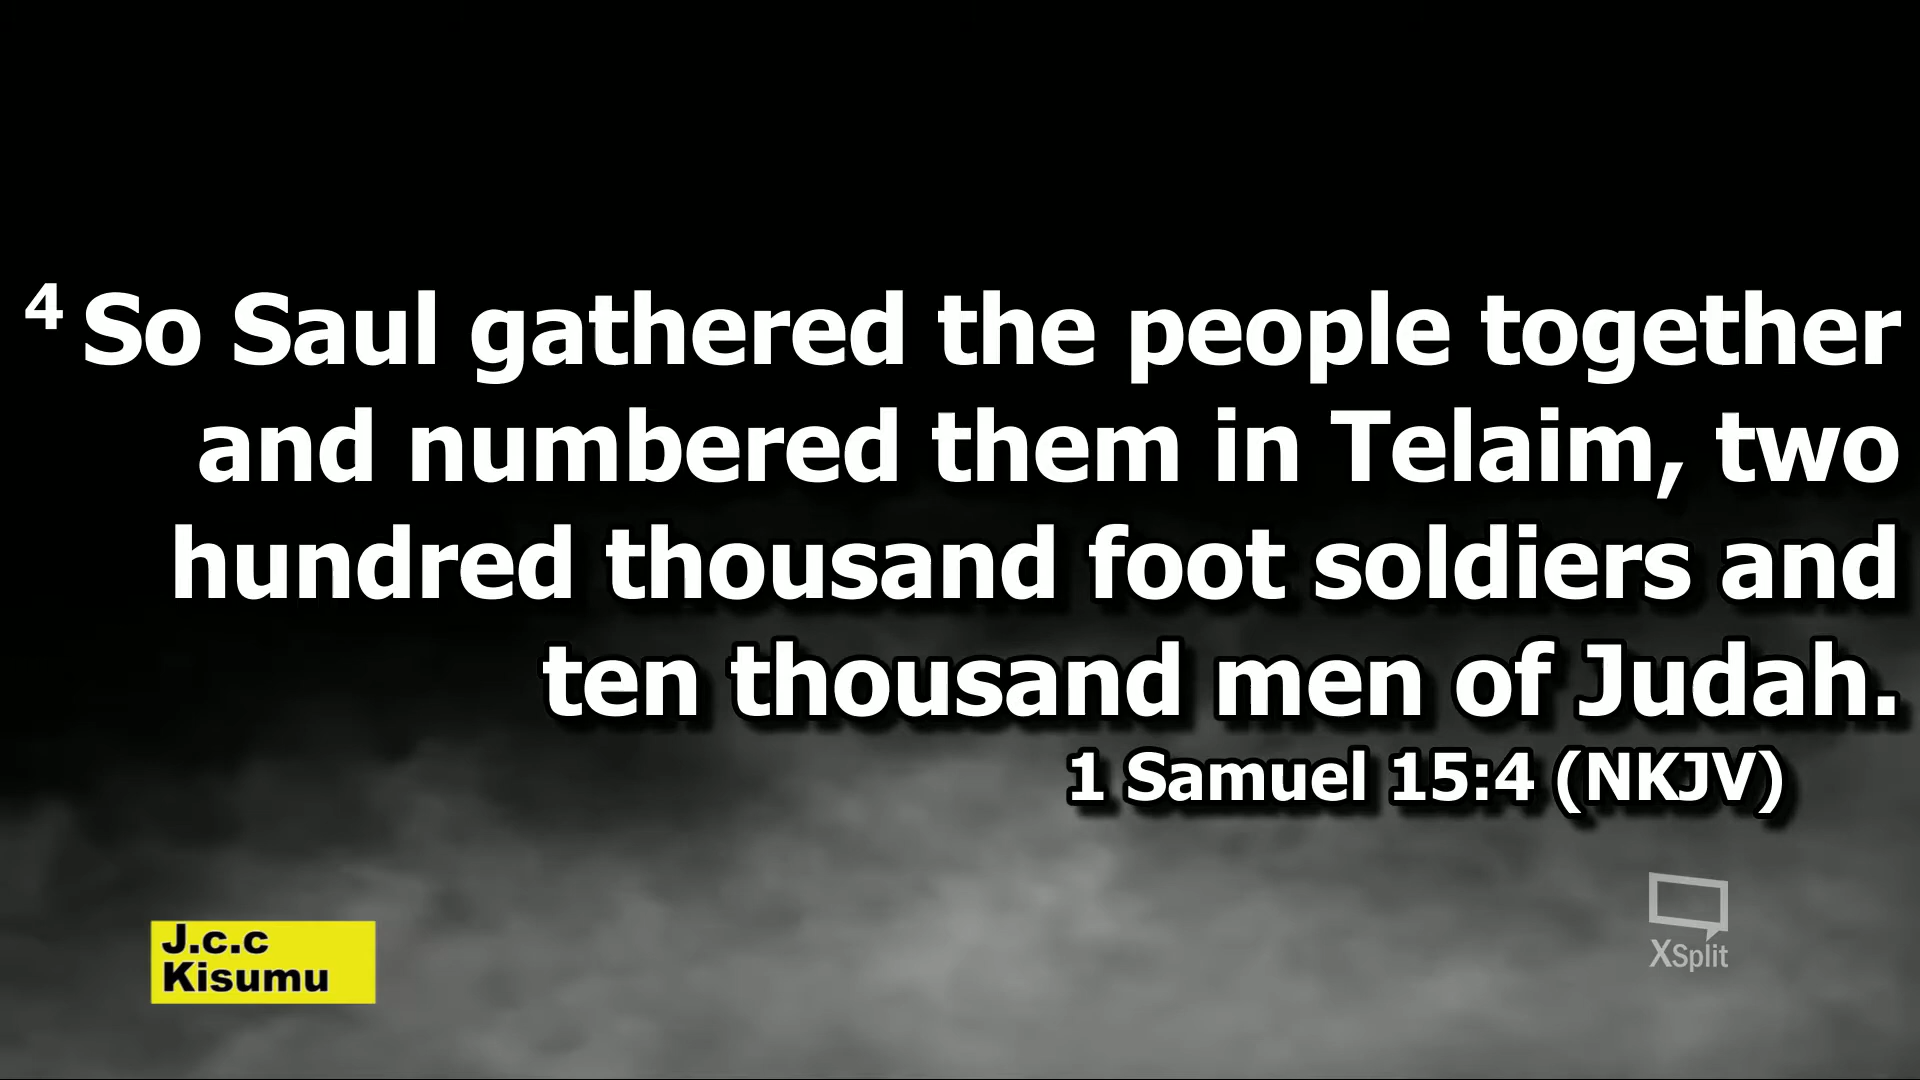 4 So Saul gathered the people together
and numbered them in Telaim, two
hundred thousand foot soldiers and
ten thousand men of Judah.
1 Samuel 15:4 (NKJV)
J.c.c
Kisumu
XSplit